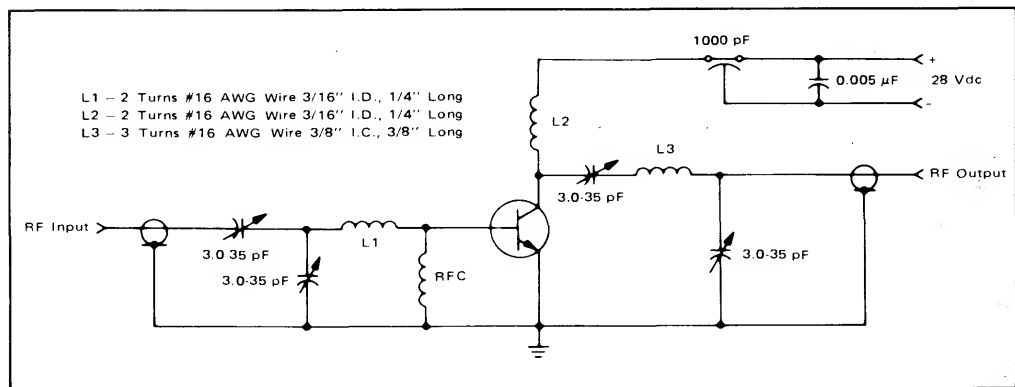 1000 pF
+
0.005 μF
28 Vdc
-
L1 – 2 Turns #16 AWG Wire 3/16" I.D., 1/4" Long
L2 – 2 Turns #16 AWG Wire 3/16" I.D., 1/4" Long
L3 – 3 Turns #16 AWG Wire 3/8" I.C., 3/8" Long
L2
L3
3.0-35 pF
RF Output
RF Input
3.0-35 pF
L1
3.0-35 pF
RFC
3.0-35 pF